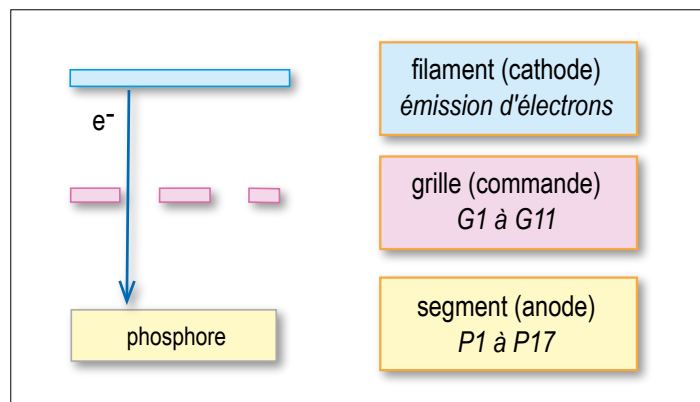 filament (cathode)
émission d'électrons
e-
grille (commande)
G1 à G11
segment (anode)
P1 à P17
phosphore